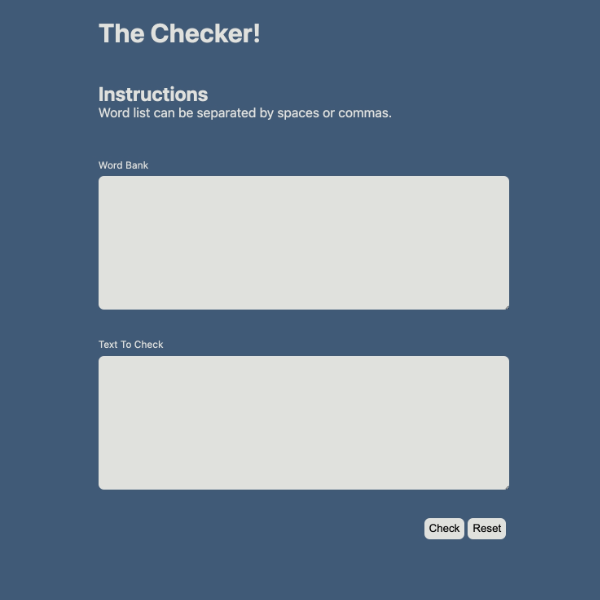 The Checker!
Instructions
Word list can be separated by spaces or commas.
Word Bank
Text To Check
Check Reset